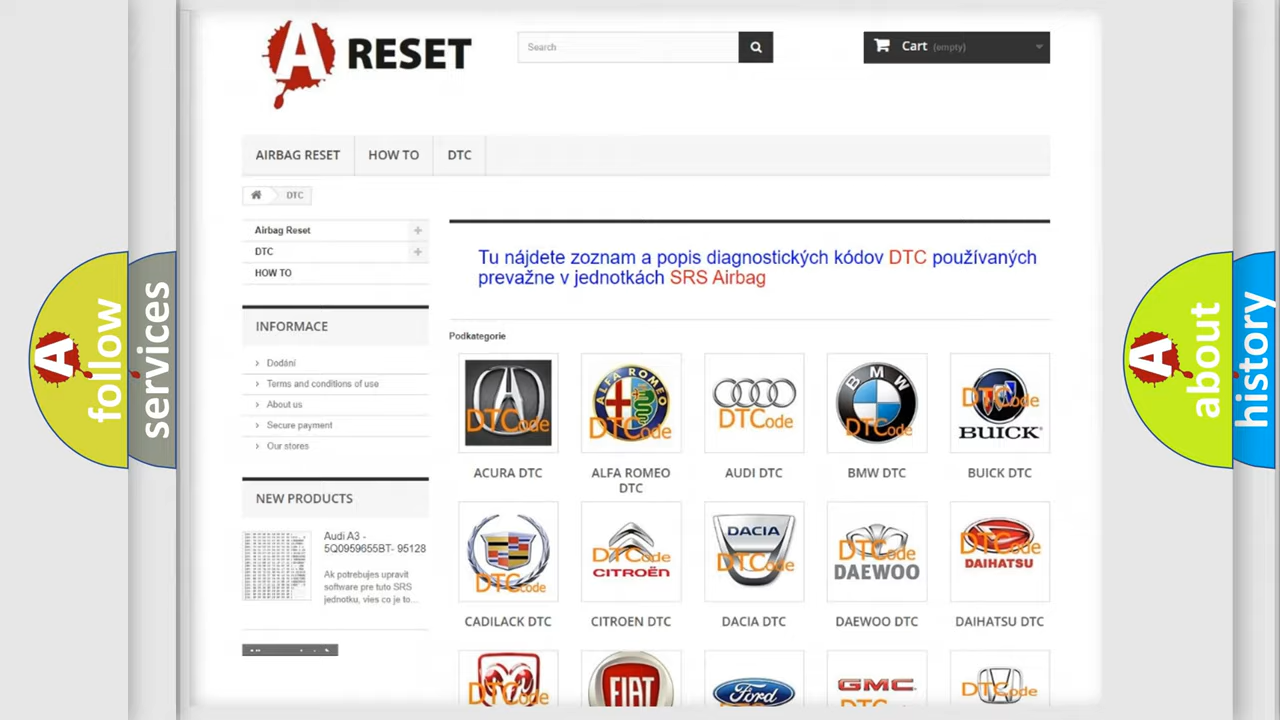 A RESET
Search
Cart (empty)
AIRBAG RESET
HOW TO
DTC
DTC
Airbag Reset
DTC
HOW TO
Tu nájdete zoznam a popis diagnostických kódov DTC používaných
prevažne v jednotkách SRS Airbag
INFORMACE
Dodání
Terms and conditions of use
About us
Secure payment
Our stores
NEW PRODUCTS
Audi A3 -
5Q0959655BT- 95128
Ak potrebujes upravit
software pre tuto SRS
jednotku, vies co je to...
Podkategorie
DTCode
ALFA ROMEO
DTCode
DTCode
BMW
DTCode
DTCode
BUICK
ACURA DTC
ALFA ROMEO
DTC
AUDI DTC
BMW DTC
BUICK DTC
DTCode
DTCode
CITROËN
DACIA
DTCode
DTCode
DAEWOO
DTCode
DAIHATSU
CADILACK DTC
CITROEN DTC
DACIA DTC
DAEWOO DTC
DAIHATSU DTC
DTCode
FIAT
Ford
GMC
DTCode
A follow
services
A about
history